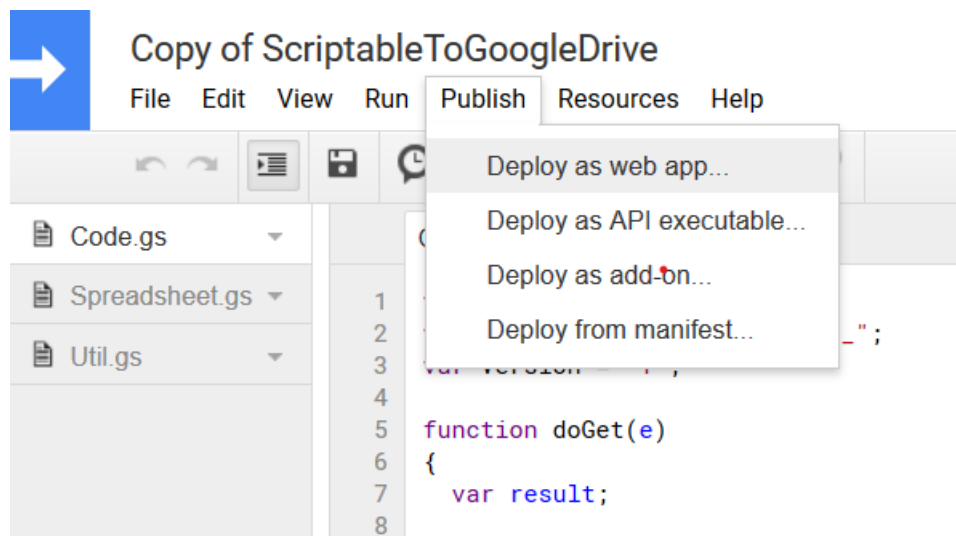 Copy of ScriptableToGoogleDrive
File Edit View Run Publish Resources Help
Deploy as web app...
Deploy as API executable...
Deploy as add-on...
Deploy from manifest...
Code.gs
Spreadsheet.gs
Util.gs
1
2 _";
3
4
5 function doGet(e)
6 {
7 var result;
8